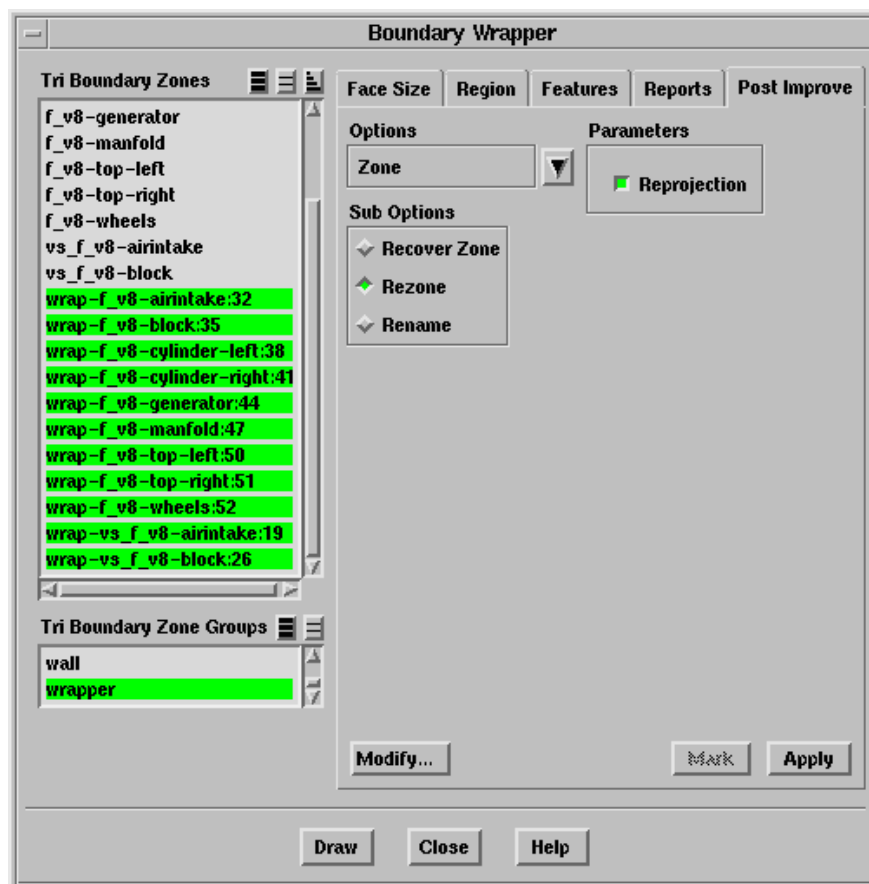 Boundary Wrapper
Tri Boundary Zones
f_v8-generator
f_v8-manfold
f_v8-top-left
f_v8-top-right
f_v8-wheels
vs_f_v8-airintake
vs_f_v8-block
wrap-f_v8-airintake:32
wrap-f_v8-block:35
wrap-f_v8-cylinder-left:38
wrap-f_v8-cylinder-right:41
wrap-f_v8-generator:44
wrap-f_v8-manfold:47
wrap-f_v8-top-left:50
wrap-f_v8-top-right:51
wrap-f_v8-wheels:52
wrap-vs_f_v8-airintake:19
wrap-vs_f_v8-block:26
Tri Boundary Zone Groups
wall
wrapper
Face Size Region Features Reports Post Improve
Options
Zone
Parameters
Reprojection
Sub Options
Recover Zone
Rezone
Rename
Modify... Mark Apply
Draw Close Help